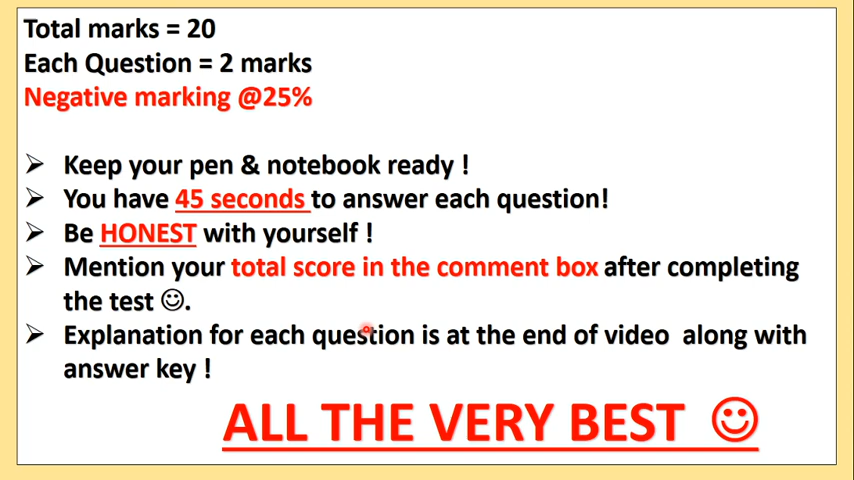 Total marks = 20
Each Question = 2 marks
Negative marking @25%
➢ Keep your pen & notebook ready !
➢ You have 45 seconds to answer each question!
➢ Be HONEST with yourself !
➢ Mention your total score in the comment box after completing
the test ☺.
➢ Explanation for each question is at the end of video along with
answer key !
ALL THE VERY BEST ☺